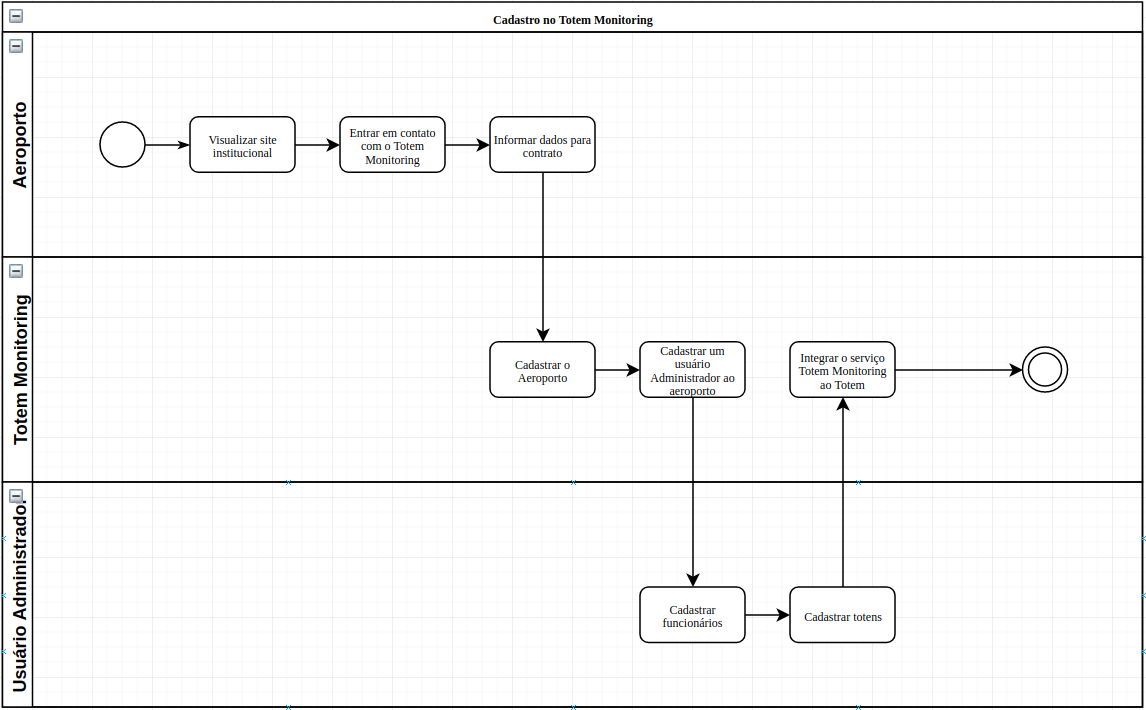 Cadastro no Totem Monitoring
Aeroporto
Visualizar site
institucional
Entrar em contato
com o Totem
Monitoring
Informar dados para
contrato
Totem Monitoring
Cadastrar o
Aeroporto
Cadastrar um
usuário
Administrador ao
aeroporto
Integrar o serviço
Totem Monitoring
ao Totem
Usuário Administrador
Cadastrar
funcionários
Cadastrar totens